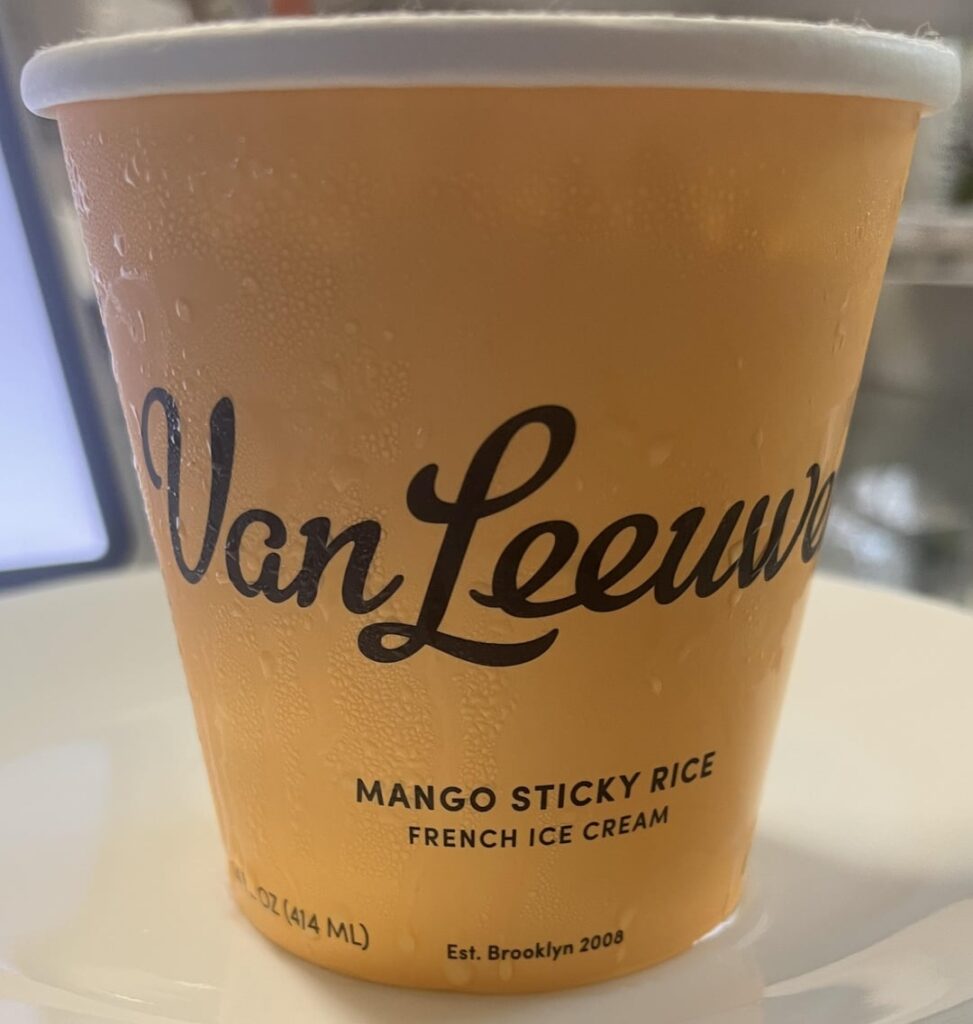 Van Leeuwe
MANGO STICKY RICE
FRENCH ICE CREAM
OZ (414 ML)
Est. Brooklyn 2008